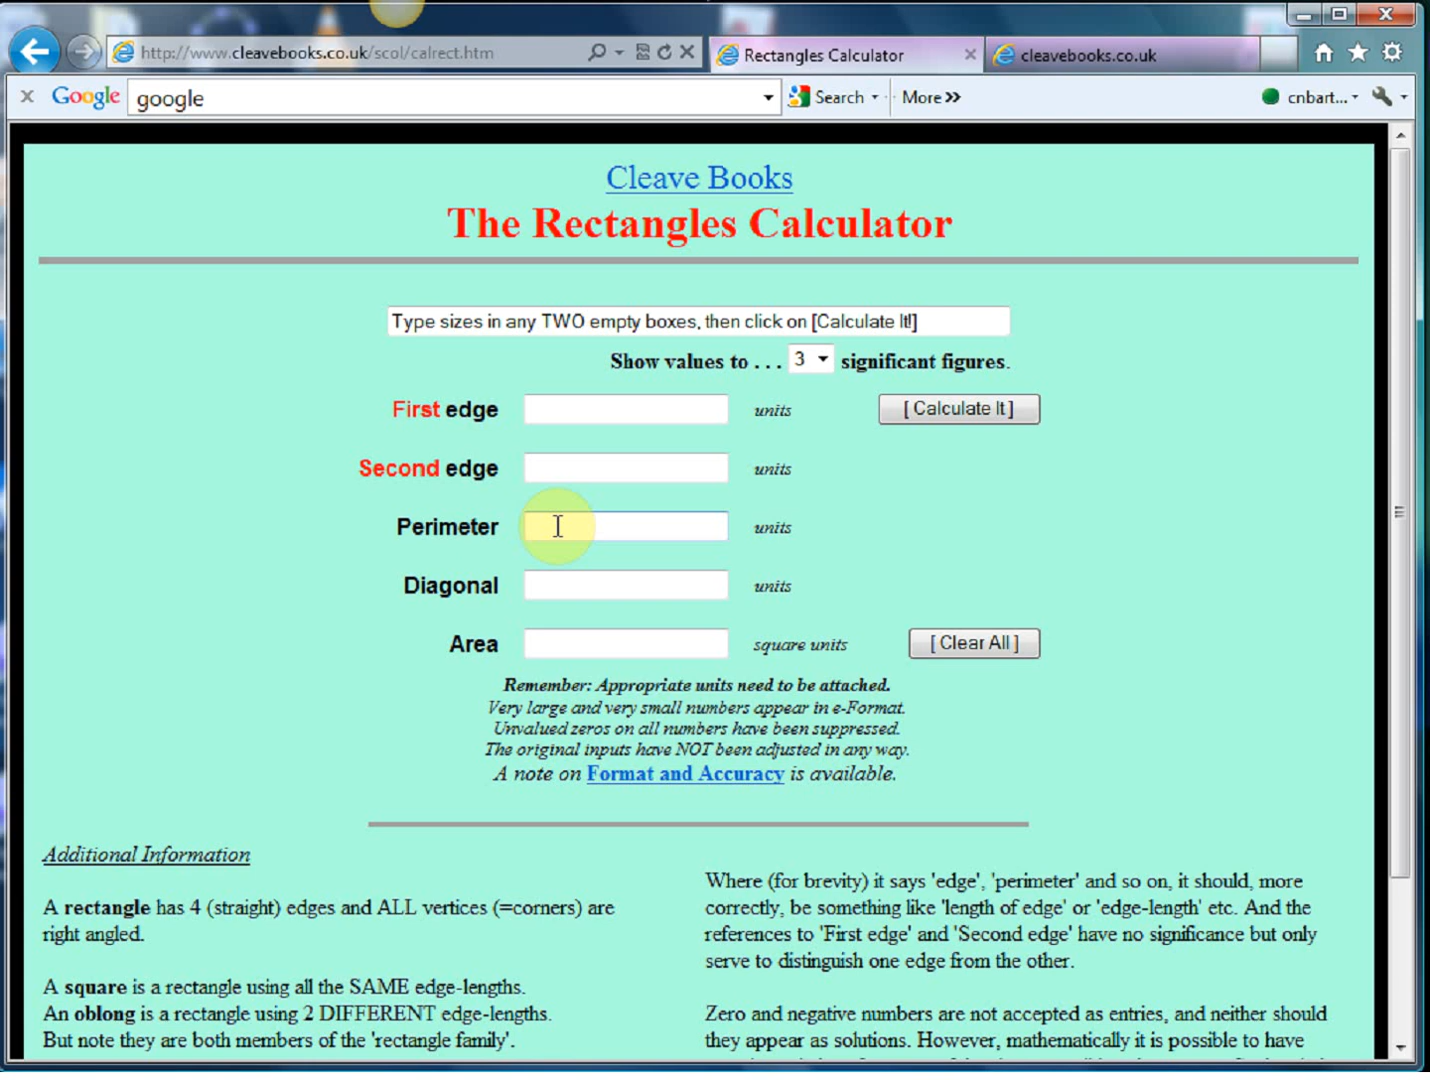 http://www.cleavebooks.co.uk/scol/calrect.htm
Rectangles Calculator
cleavebooks.co.uk
Google
google
Search
More
cnbart...
Cleave Books
The Rectangles Calculator
Type sizes in any TWO empty boxes, then click on [Calculate It!]
Show values to . . . 3 significant figures.
First edge units [ Calculate It ]
Second edge units
Perimeter units
Diagonal units
Area square units [ Clear All ]
Remember: Appropriate units need to be attached.
Very large and very small numbers appear in e-Format.
Unvalued zeros on all numbers have been suppressed.
The original inputs have NOT been adjusted in any way.
A note on Format and Accuracy is available.
Additional Information
A rectangle has 4 (straight) edges and ALL vertices (=corners) are
right angled.
A square is a rectangle using all the SAME edge-lengths.
An oblong is a rectangle using 2 DIFFERENT edge-lengths.
But note they are both members of the 'rectangle family'.
Where (for brevity) it says 'edge', 'perimeter' and so on, it should, more
correctly, be something like 'length of edge' or 'edge-length' etc. And the
references to 'First edge' and 'Second edge' have no significance but only
serve to distinguish one edge from the other.
Zero and negative numbers are not accepted as entries, and neither should
they appear as solutions. However, mathematically it is possible to have